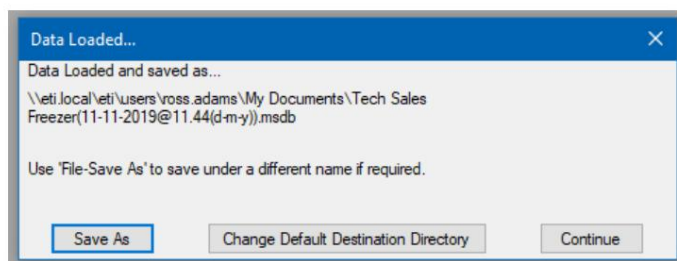 Data Loaded...
Data Loaded and saved as...
\\eti.local\eti\users\ross.adams\My Documents\Tech Sales
Freezer(11-11-2019@11.44(d-m-y)).msdb
Use 'File-Save As' to save under a different name if required.
Save As Change Default Destination Directory Continue